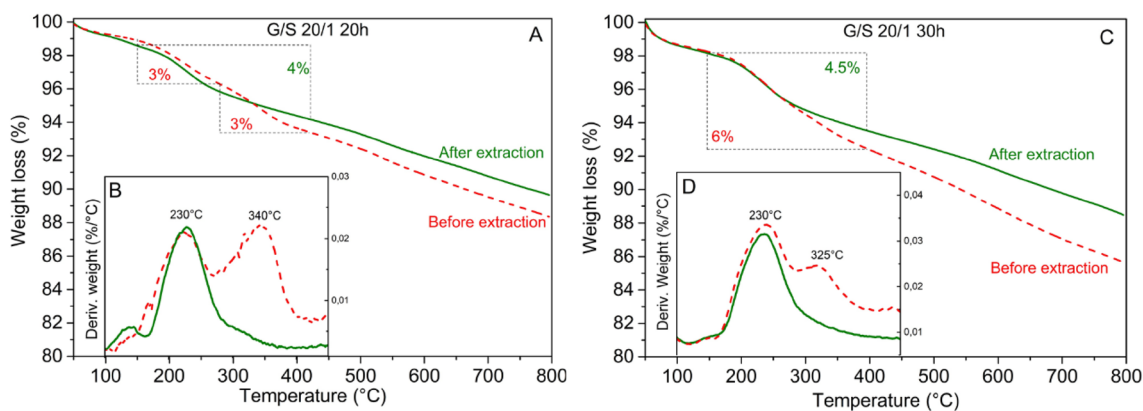 G/S 20/1 20h
A
3%
4%
3%
After extraction
Before extraction
Weight loss (%)
100
98
96
94
92
90
88
86
84
82
80
100
200
300
400
500
600
700
800
Temperature (°C)
B
230°C
340°C
Deriv. weight (%/°C)
0,03
0,02
0,01
100
200
300
400
G/S 20/1 30h
C
4.5%
6%
After extraction
Before extraction
Weight loss (%)
100
98
96
94
92
90
88
86
84
82
80
100
200
300
400
500
600
700
800
Temperature (°C)
D
230°C
325°C
Deriv. Weight (%/°C)
0,04
0,03
0,02
0,01